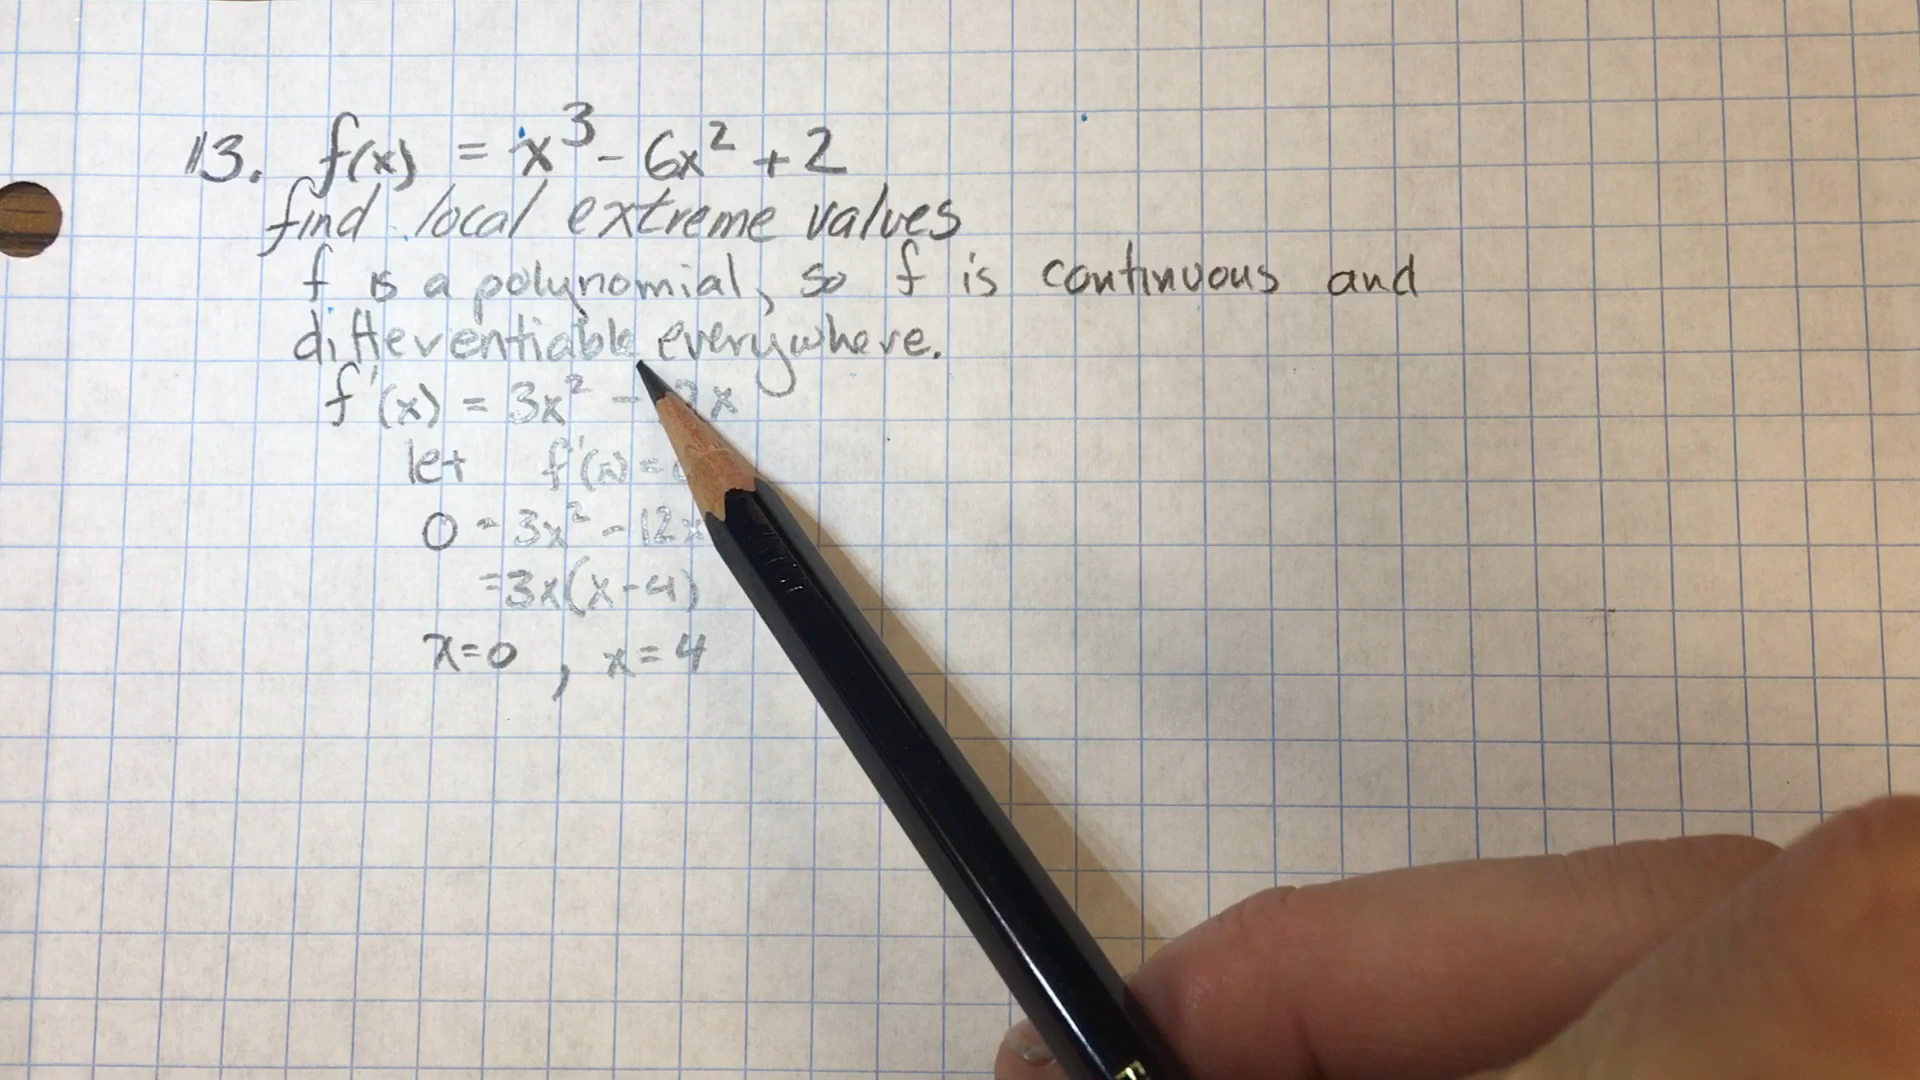 13. f(x) = x³ - 6x² + 2
find local extreme values
f is a polynomial, so f is continuous and
differentiable everywhere.
f'(x) = 3x² - 2x
let f'(x) =
0 = 3x² - 12x
=3x(x-4)
x=0 , x=4